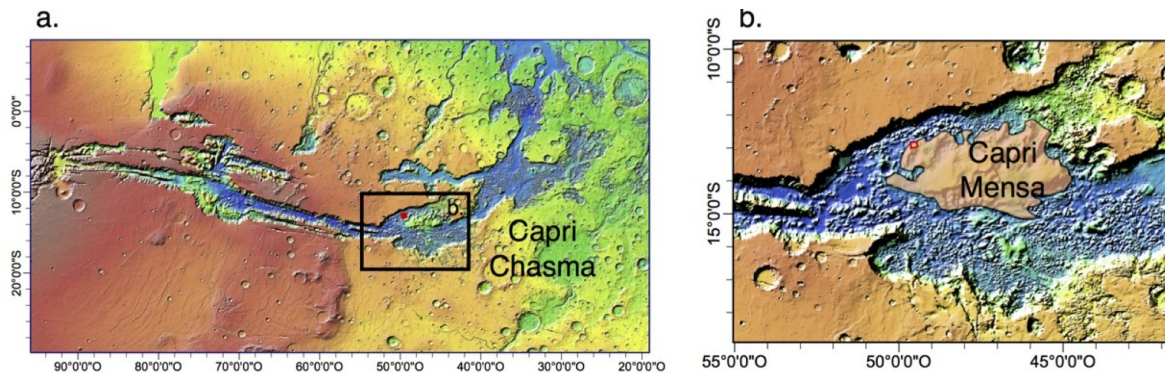 a.
0°0'0"
10°0'0"S
20°0'0"S
b.
Capri
Chasma
90°0'0"O
80°0'0"O
70°0'0"O
60°0'0"O
50°0'0"O
40°0'0"O
30°0'0"O
20°0'0"O
b.
10°0'0"S
15°0'0"S
Capri
Mensa
55°0'0"O
50°0'0"O
45°0'0"O